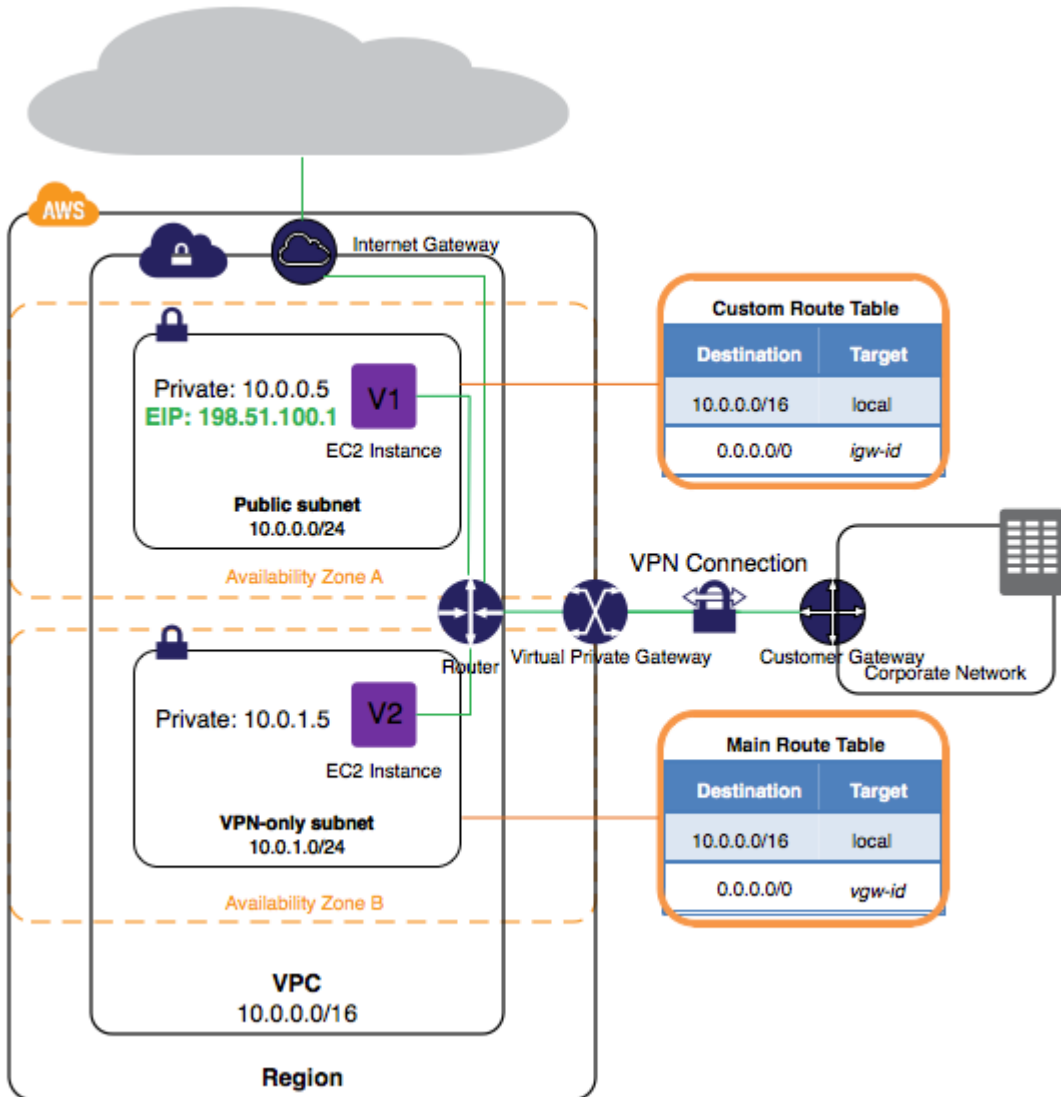 AWS
Internet Gateway
Private: 10.0.0.5
EIP: 198.51.100.1
V1
EC2 Instance
Public subnet
10.0.0.0/24
Availability Zone A
Custom Route Table
Destination Target
10.0.0.0/16 local
0.0.0.0/0 igw-id
VPN Connection
Router
Virtual Private Gateway
Customer Gateway
Corporate Network
Private: 10.0.1.5
V2
EC2 Instance
VPN-only subnet
10.0.1.0/24
Availability Zone B
Main Route Table
Destination Target
10.0.0.0/16 local
0.0.0.0/0 vgw-id
VPC
10.0.0.0/16
Region